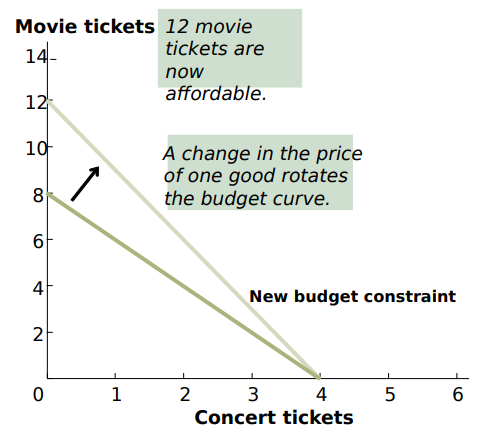 Movie tickets
12 movie
tickets are
now
affordable.
14
12
10
A change in the price
of one good rotates
the budget curve.
8
6
4
New budget constraint
2
0 1 2 3 4 5 6
Concert tickets